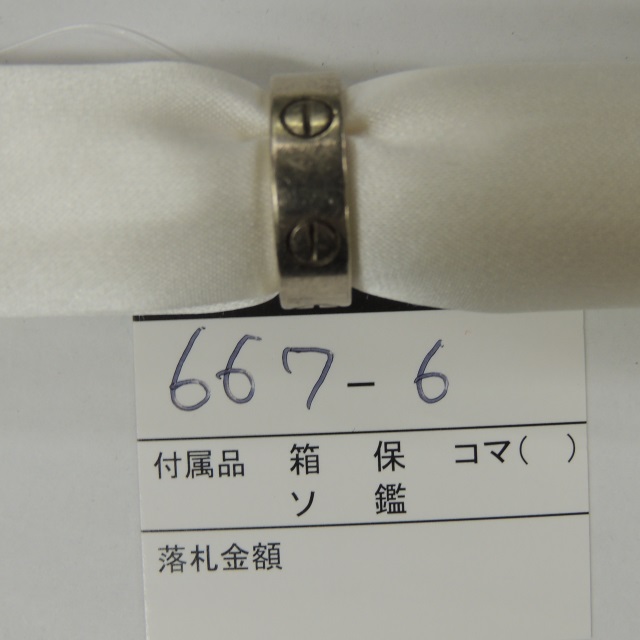 667-6
付属品 箱 保 コマ( )
ソ 鑑
落札金額